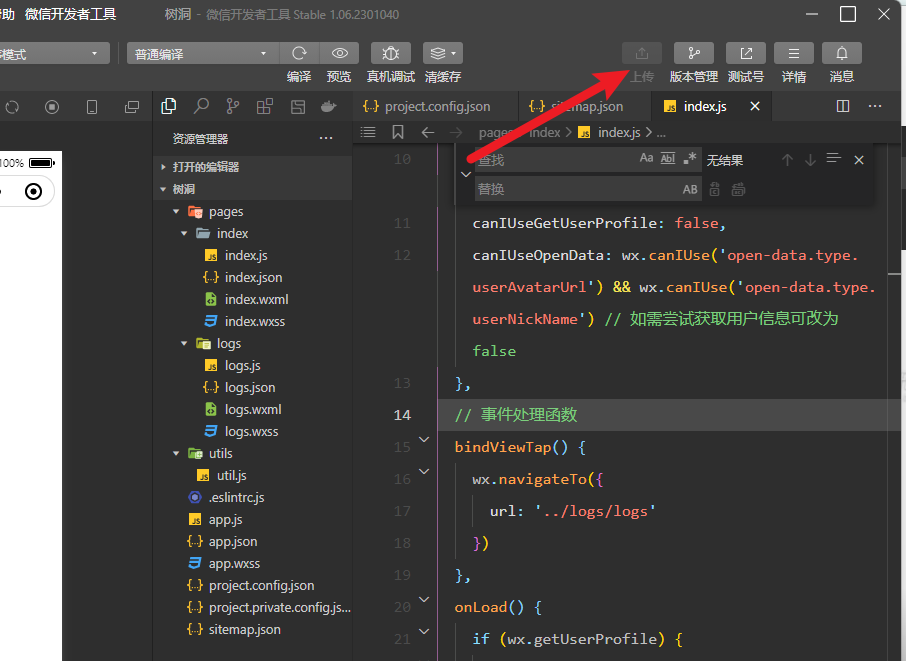 助 微信开发者工具 树洞 - 微信开发者工具 Stable 1.06.2301040
模式 普通编译
编译 预览 真机调试 清缓存 上传 版本管理 测试号 详情 消息
project.config.json sitemap.json index.js
资源管理器 pages index index.js ...
100%
打开的编辑器
树洞
pages
index
index.js
index.json
index.wxml
index.wxss
logs
logs.js
logs.json
logs.wxml
logs.wxss
utils
util.js
.eslintrc.js
app.js
app.json
app.wxss
project.config.json
project.private.config.js...
sitemap.json
查找 Aa Abl .* 无结果
替换 AB
10
11 canIUseGetUserProfile: false,
12 canIUseOpenData: wx.canIUse('open-data.type.
userAvatarUrl') && wx.canIUse('open-data.type.
userNickName') // 如需尝试获取用户信息可改为
false
13 },
14 // 事件处理函数
15 bindViewTap() {
16 wx.navigateTo({
17 url: '../logs/logs'
18 })
19 },
20 onLoad() {
21 if (wx.getUserProfile) {